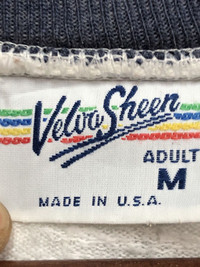 Velva Sheen
ADULT
M
MADE IN U.S.A.